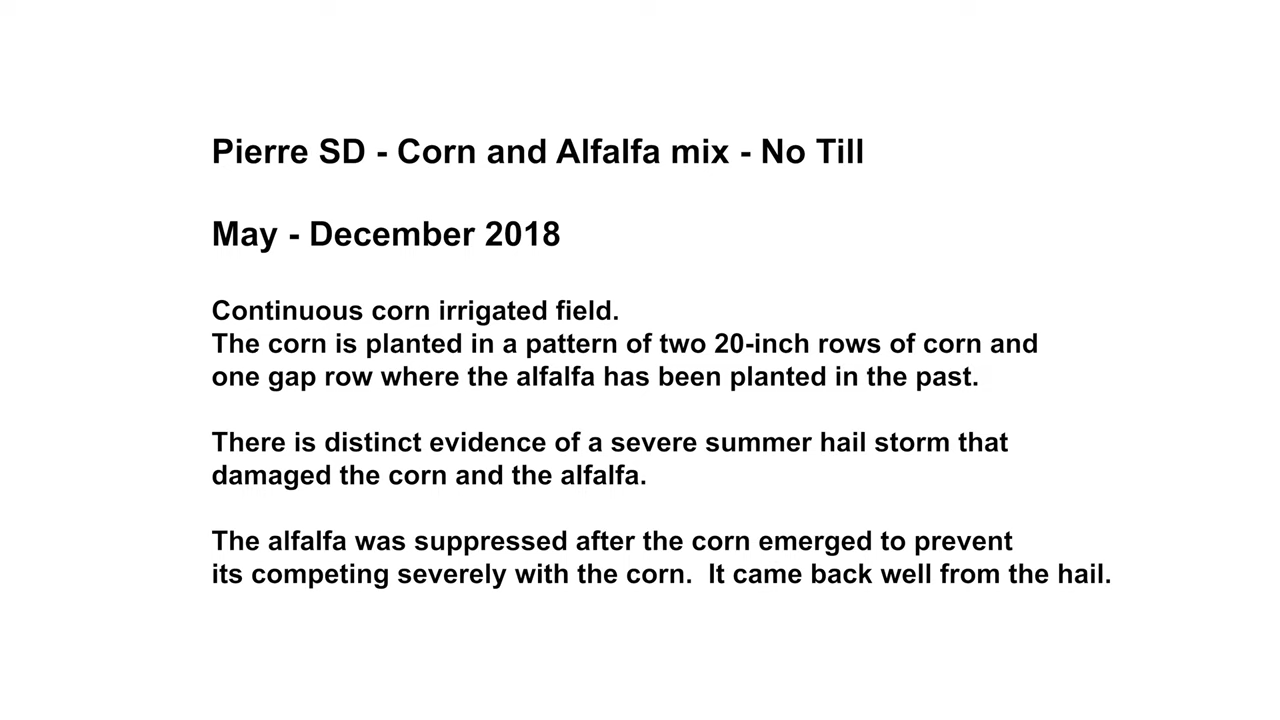 Pierre SD - Corn and Alfalfa mix - No Till
May - December 2018
Continuous corn irrigated field.
The corn is planted in a pattern of two 20-inch rows of corn and
one gap row where the alfalfa has been planted in the past.
There is distinct evidence of a severe summer hail storm that
damaged the corn and the alfalfa.
The alfalfa was suppressed after the corn emerged to prevent
its competing severely with the corn.  It came back well from the hail.